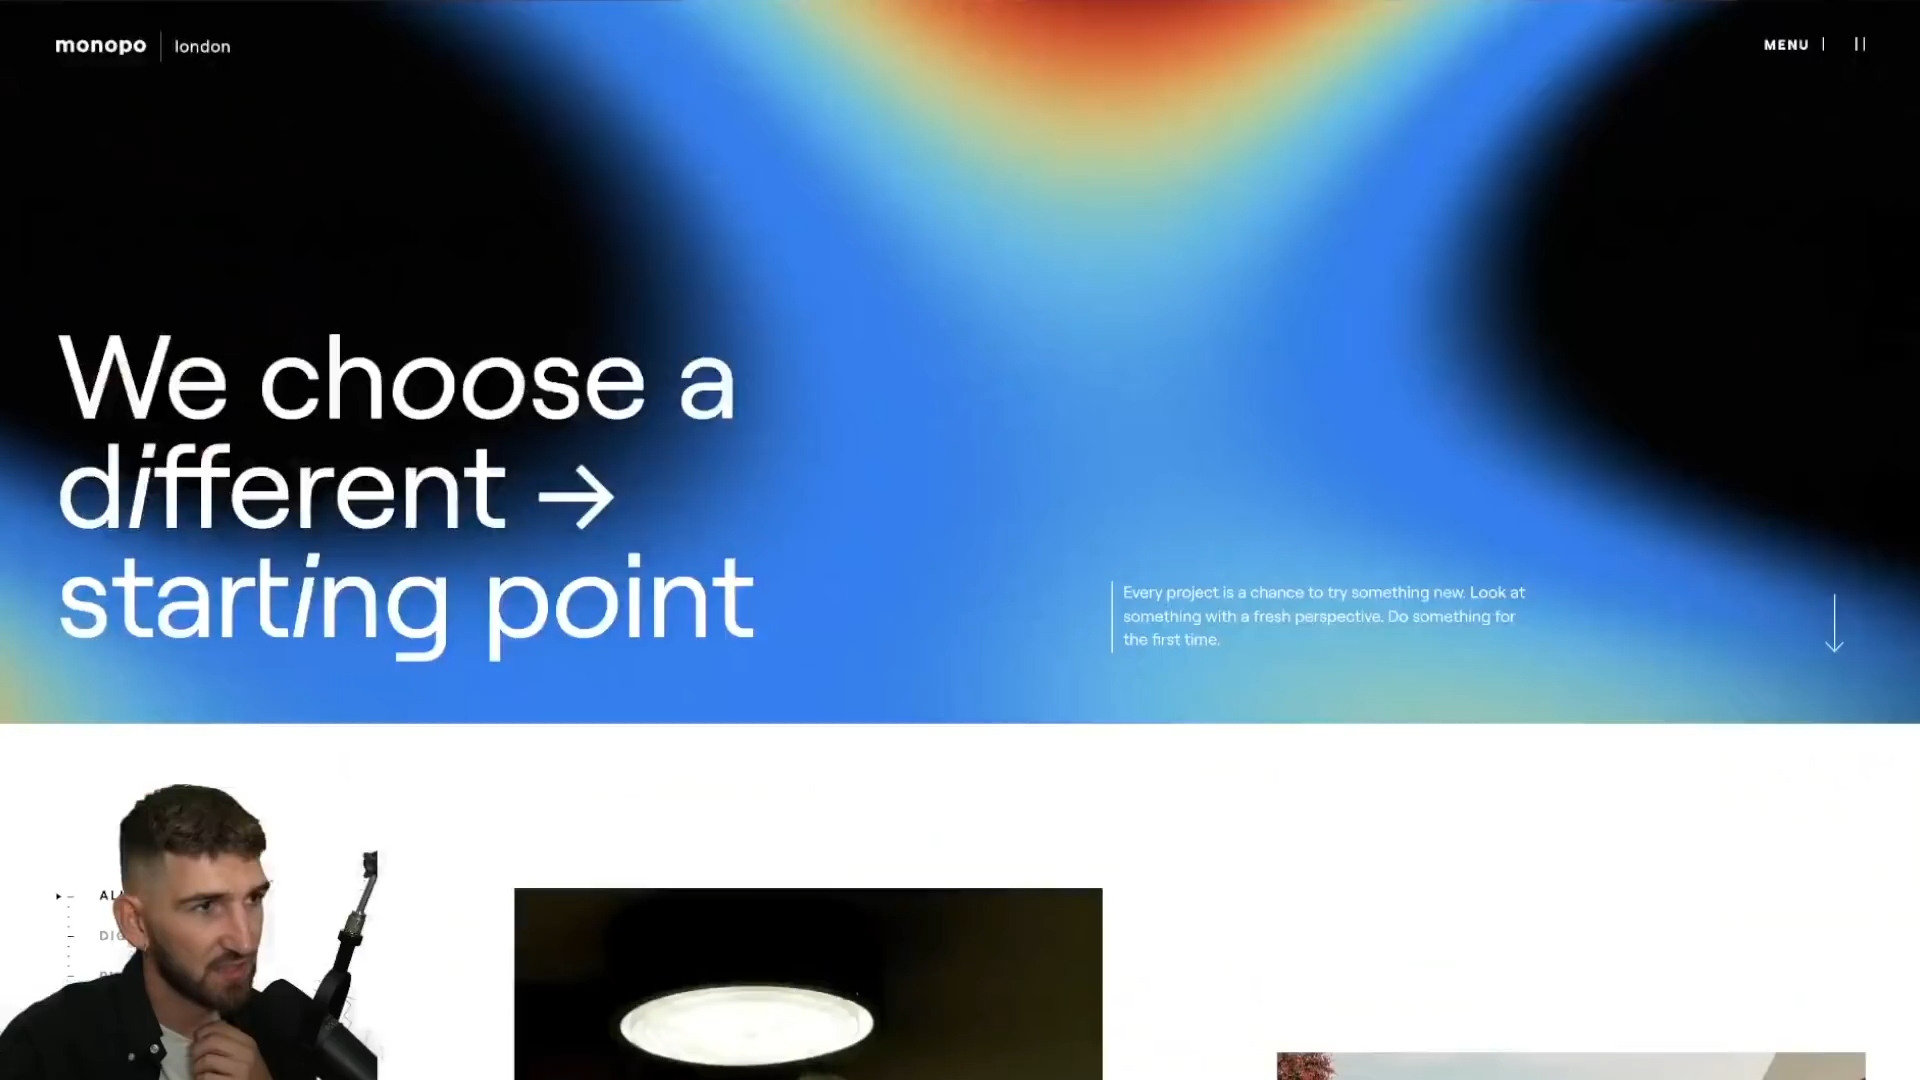 monopo | london
MENU
We choose a
different →
starting point
Every project is a chance to try something new. Look at
something with a fresh perspective. Do something for
the first time.